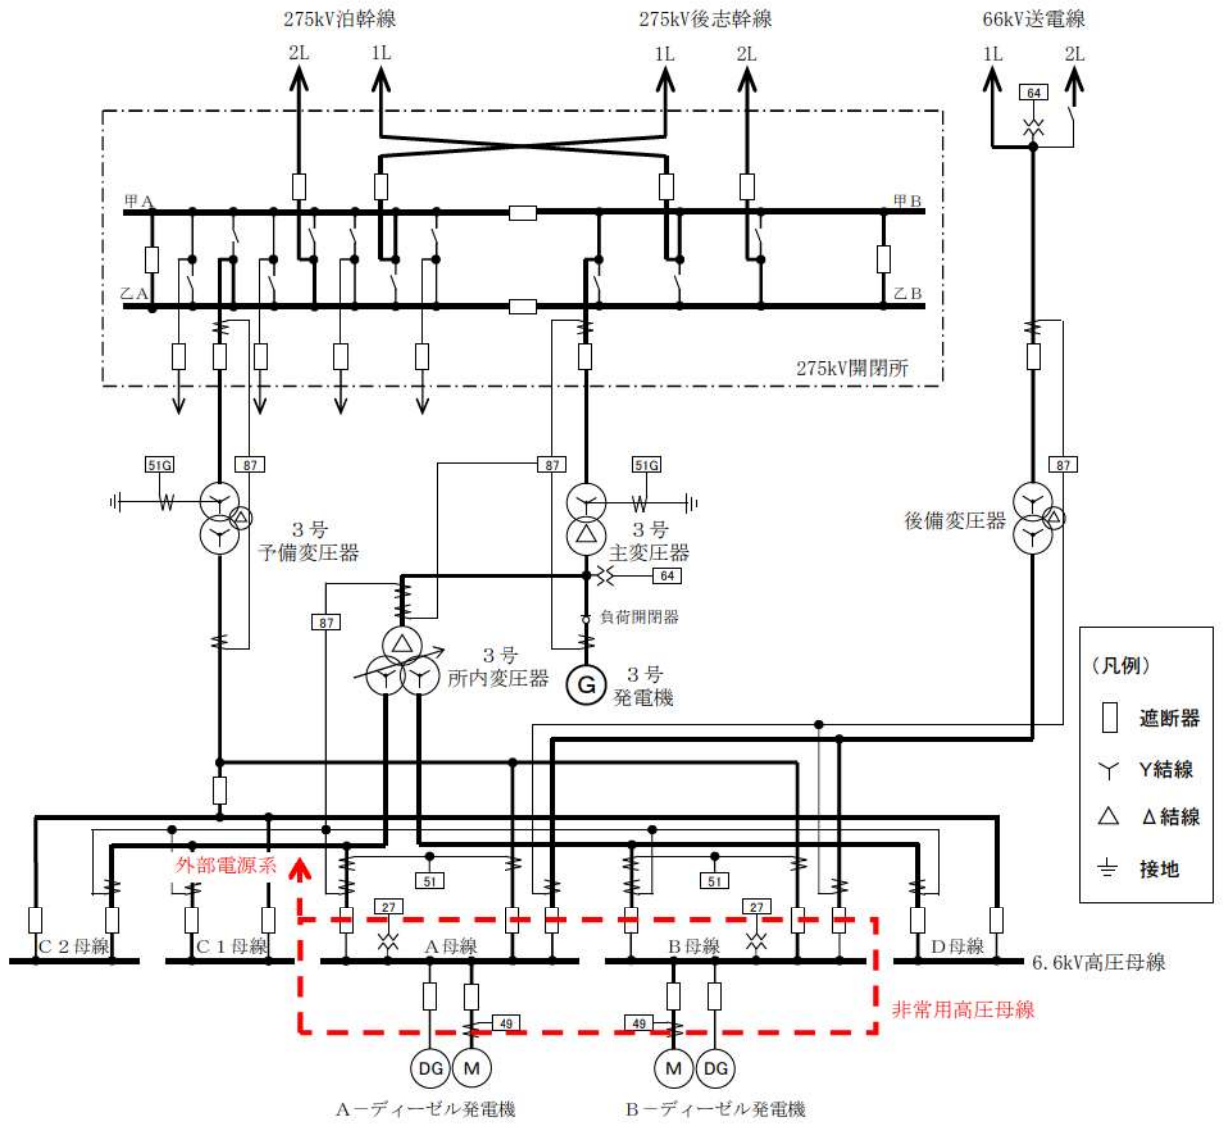 275kV泊幹線
275kV後志幹線
66kV送電線
2L
1L
1L
2L
1L
2L
64
甲A
甲B
乙A
乙B
275kV開閉所
51G
87
87
51G
87
3号
予備変圧器
3号
主変圧器
後備変圧器
64
87
負荷開閉器
3号
所内変圧器
G
3号
発電機
(凡例)
遮断器
Y結線
Δ結線
接地
外部電源系
51
51
27
27
C2母線
C1母線
A母線
B母線
D母線
6.6kV高圧母線
非常用高圧母線
49
49
DG
M
M
DG
A-ディーゼル発電機
B-ディーゼル発電機